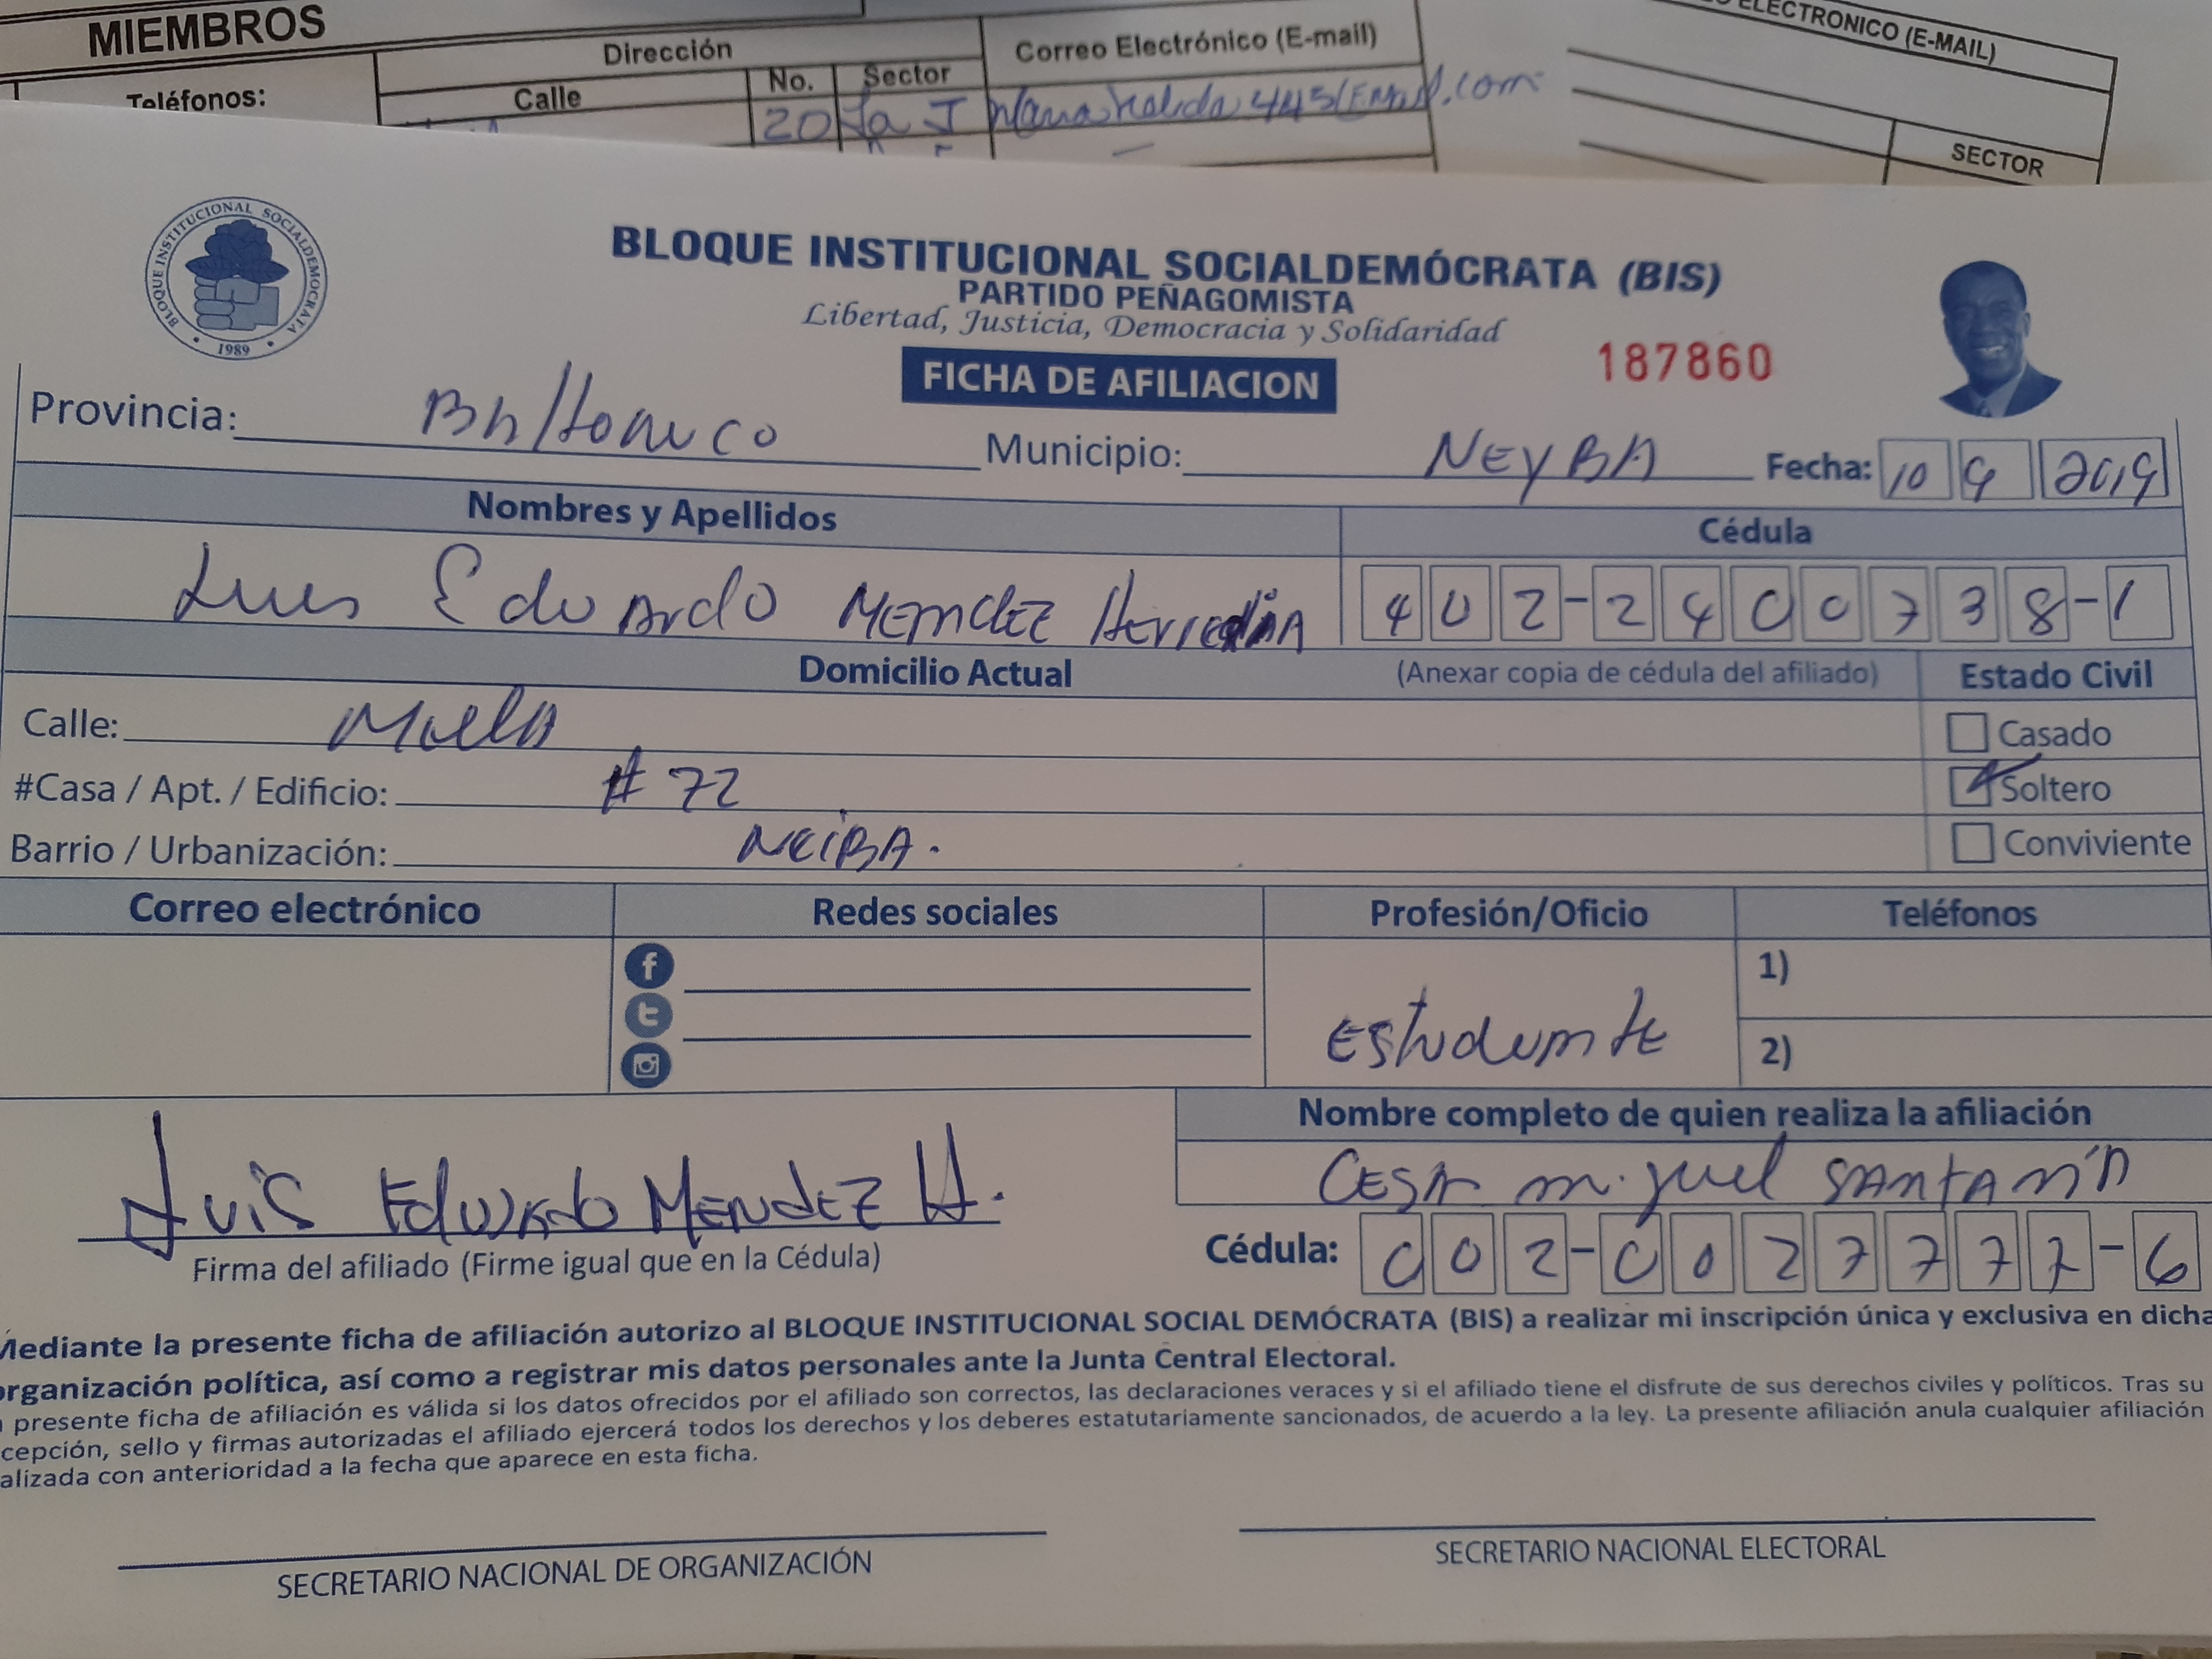 MIEMBROS
Teléfonos:
Dirección
Calle
No.
Sector
Correo Electrónico (E-mail)
20
La J
ELECTRONICO (E-MAIL)
SECTOR
BLOQUE INSTITUCIONAL SOCIALDEMOCRATA
1989
BLOQUE INSTITUCIONAL SOCIALDEMÓCRATA (BIS)
PARTIDO PEÑAGOMISTA
Libertad, Justicia, Democracia y Solidaridad
FICHA DE AFILIACION
187860
Provincia:
Municipio: NEYBA
Fecha: 10 9 2019
Nombres y Apellidos
Cédula
Luis Eduardo MENdEZ Herredia
402-2400738-1
Domicilio Actual
(Anexar copia de cédula del afiliado)
Estado Civil
Calle: MellA
Casado
#Casa / Apt. / Edificio: # 72
Soltero
Barrio / Urbanización: NEIBA.
Conviviente
Correo electrónico
Redes sociales
Profesión/Oficio
Teléfonos
1)
Estudiante
2)
Nombre completo de quien realiza la afiliación
CESAR miguel SANTANA
Luis Eduardo MENdEZ H.
Firma del afiliado (Firme igual que en la Cédula)
Cédula: 002-0027777-6
Mediante la presente ficha de afiliación autorizo al BLOQUE INSTITUCIONAL SOCIAL DEMÓCRATA (BIS) a realizar mi inscripción única y exclusiva en dicha
organización política, así como a registrar mis datos personales ante la Junta Central Electoral.
presente ficha de afiliación es válida si los datos ofrecidos por el afiliado son correctos, las declaraciones veraces y si el afiliado tiene el disfrute de sus derechos civiles y políticos. Tras su
cepción, sello y firmas autorizadas el afiliado ejercerá todos los derechos y los deberes estatutariamente sancionados, de acuerdo a la ley. La presente afiliación anula cualquier afiliación
alizada con anterioridad a la fecha que aparece en esta ficha.
SECRETARIO NACIONAL DE ORGANIZACIÓN
SECRETARIO NACIONAL ELECTORAL